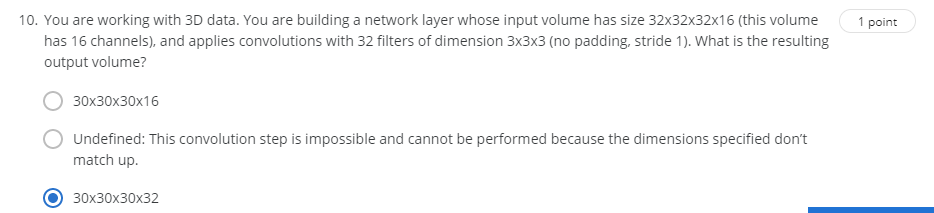 10. You are working with 3D data. You are building a network layer whose input volume has size 32x32x32x16 (this volume
1 point
has 16 channels), and applies convolutions with 32 filters of dimension 3x3x3 (no padding, stride 1). What is the resulting
output volume?
30x30x30x16
Undefined: This convolution step is impossible and cannot be performed because the dimensions specified don't
match up.
30x30x30x32